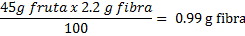 45g fruta x 2.2 g fibra
100
= 0.99 g fibra